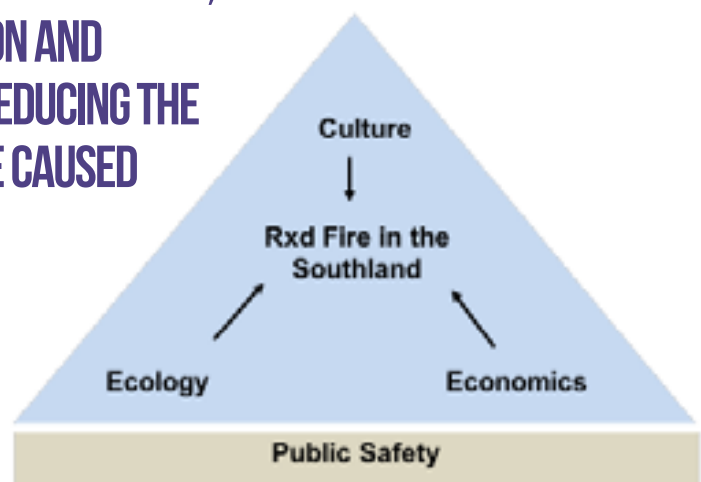 ON AND
EDUCING THE
E CAUSED
Culture
Rxd Fire in the
Southland
Ecology
Economics
Public Safety